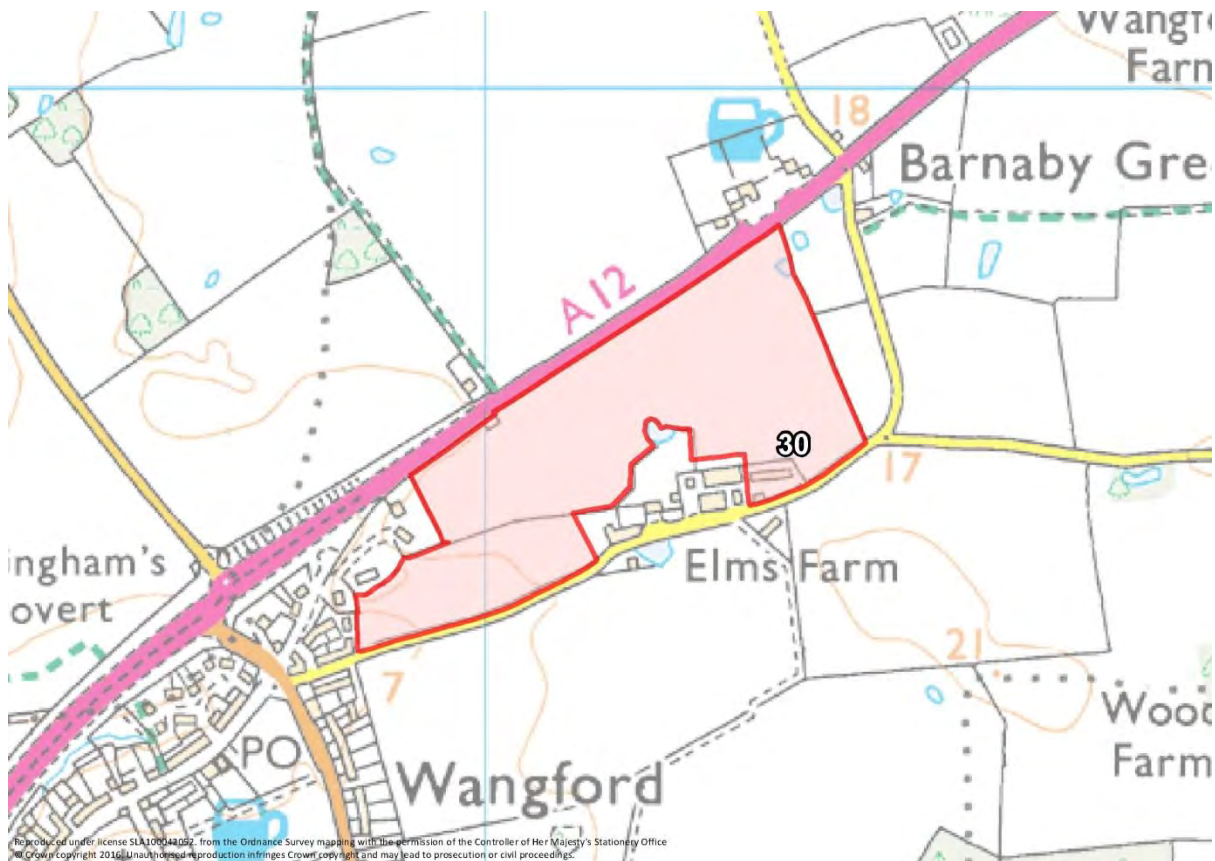 Wangf
Farm
18
Barnaby Gre
A12
30
17
ingham's
overt
Elms Farm
21
7
Wood
Farm
PO
Wangford
Reproduced under license SLA100042052. from the Ordnance Survey mapping with the permission of the Controller of Her Majesty's Stationery Office
© Crown copyright 2016. Unauthorised reproduction infringes Crown copyright and may lead to prosecution or civil proceedings.